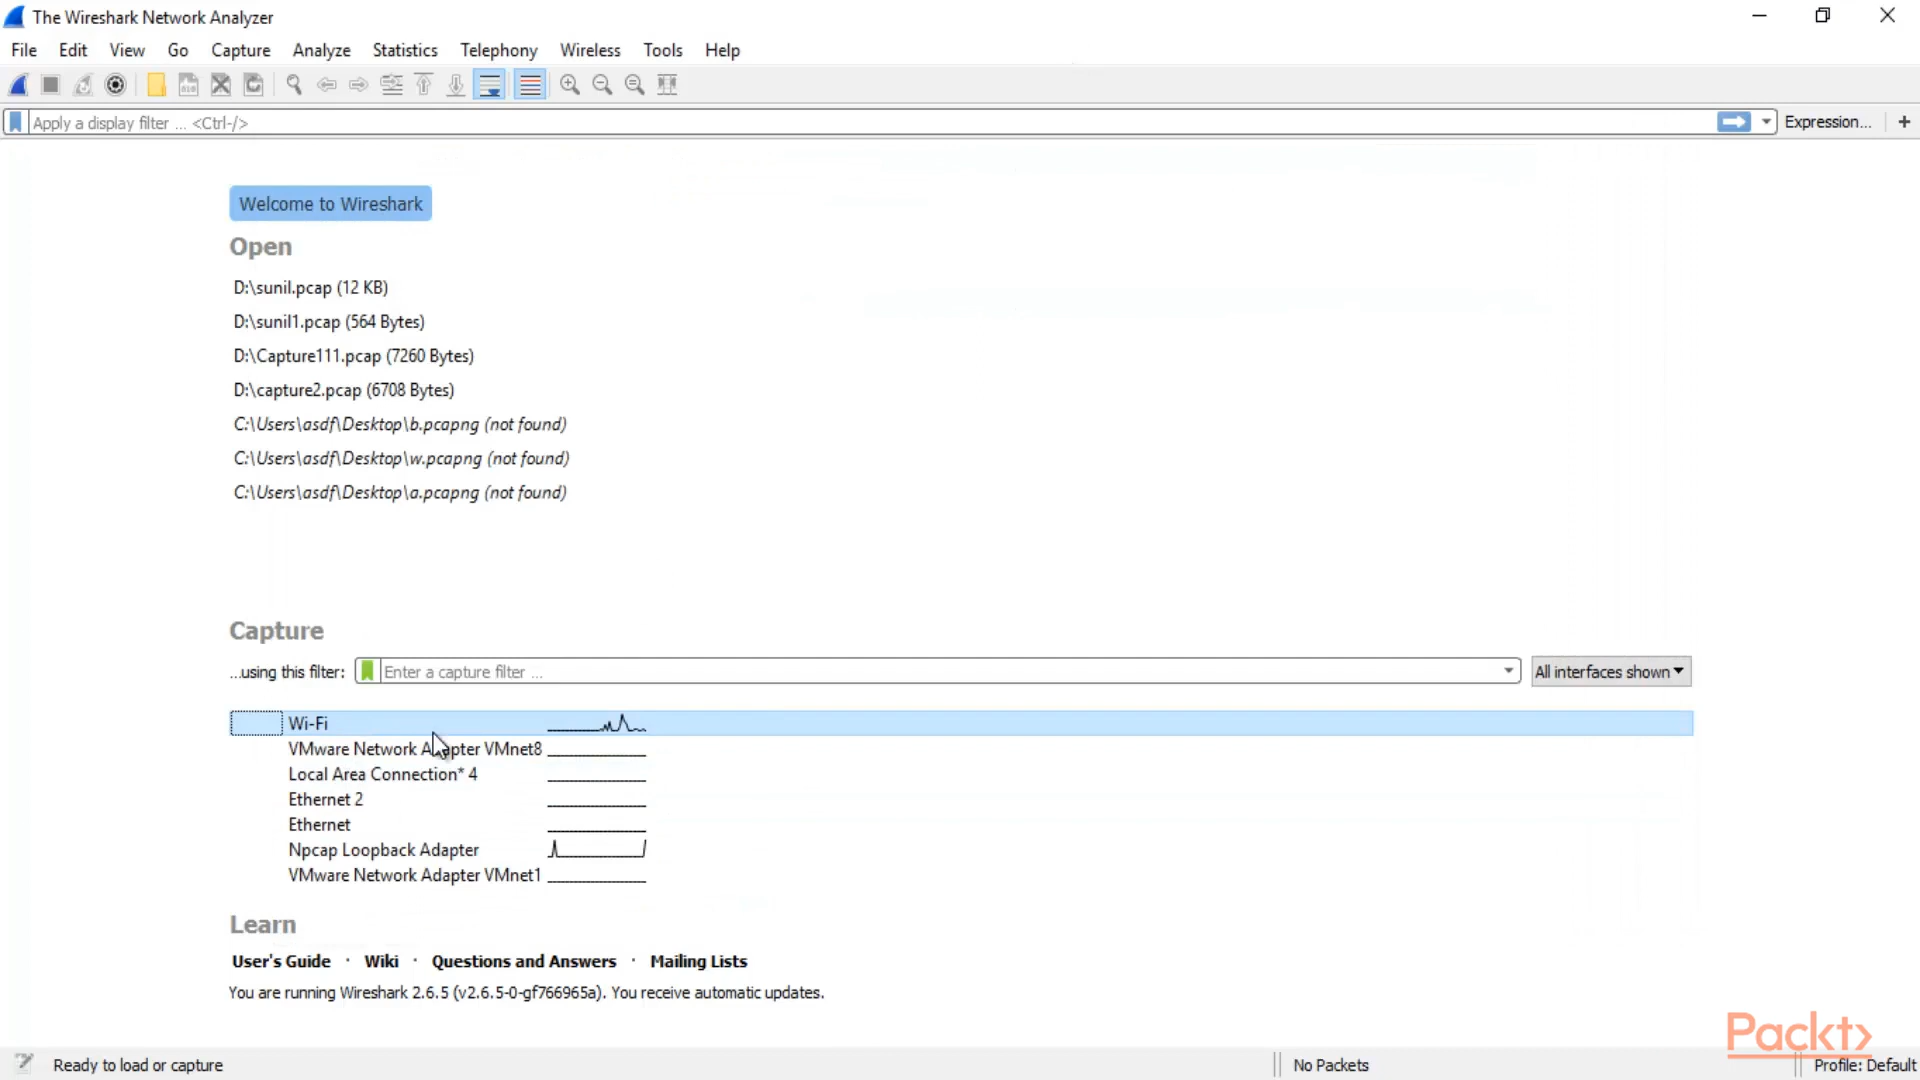 The Wireshark Network Analyzer
File Edit View Go Capture Analyze Statistics Telephony Wireless Tools Help
Apply a display filter ... <Ctrl-/> Expression... +
Welcome to Wireshark
Open
D:\sunil.pcap (12 KB)
D:\sunil1.pcap (564 Bytes)
D:\Capture111.pcap (7260 Bytes)
D:\capture2.pcap (6708 Bytes)
C:\Users\asdf\Desktop\b.pcapng (not found)
C:\Users\asdf\Desktop\w.pcapng (not found)
C:\Users\asdf\Desktop\a.pcapng (not found)
Capture
...using this filter: Enter a capture filter ... All interfaces shown
Wi-Fi
VMware Network Adapter VMnet8
Local Area Connection* 4
Ethernet 2
Ethernet
Npcap Loopback Adapter
VMware Network Adapter VMnet1
Learn
User's Guide · Wiki · Questions and Answers · Mailing Lists
You are running Wireshark 2.6.5 (v2.6.5-0-gf766965a). You receive automatic updates.
Packt>
Ready to load or capture No Packets Profile: Default